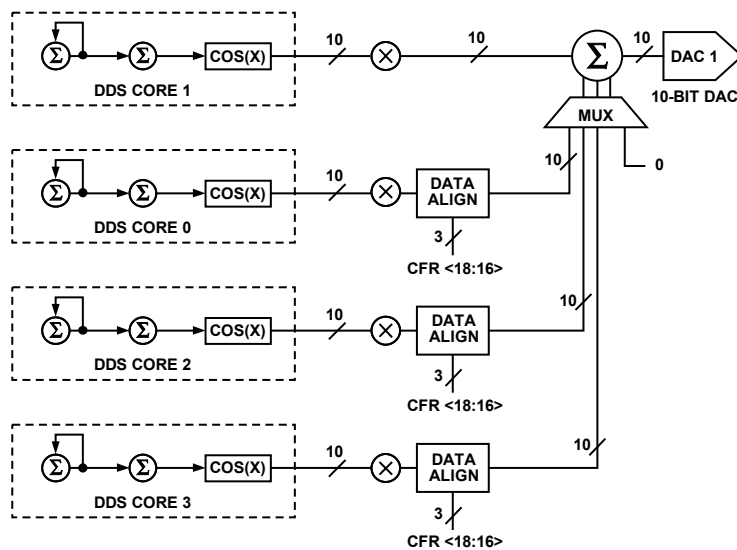 Σ Σ COS(X) 10 × 10 Σ 10 DAC 1
DDS CORE 1
10-BIT DAC
MUX
0
Σ Σ COS(X) 10 × DATA ALIGN 10
DDS CORE 0
3
CFR <18:16>
Σ Σ COS(X) 10 × DATA ALIGN 10
DDS CORE 2
3
CFR <18:16>
Σ Σ COS(X) 10 × DATA ALIGN 10
DDS CORE 3
3
CFR <18:16>